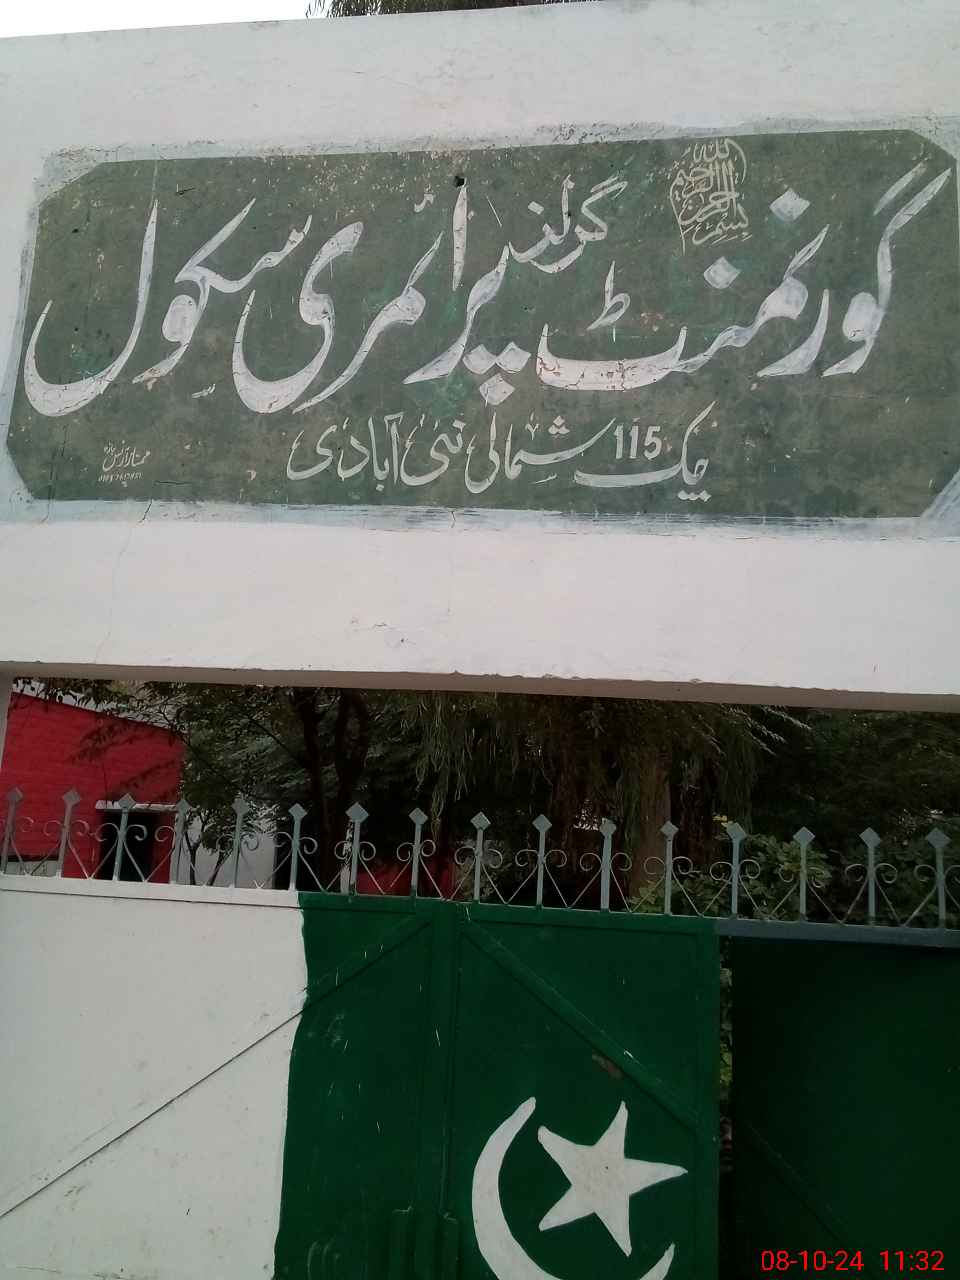 بسم اللہ الرحمن الرحیم
گورنمنٹ گرلز پرائمری سکول
چک 115 شمالی نئی آبادی
08-10-24 11:32